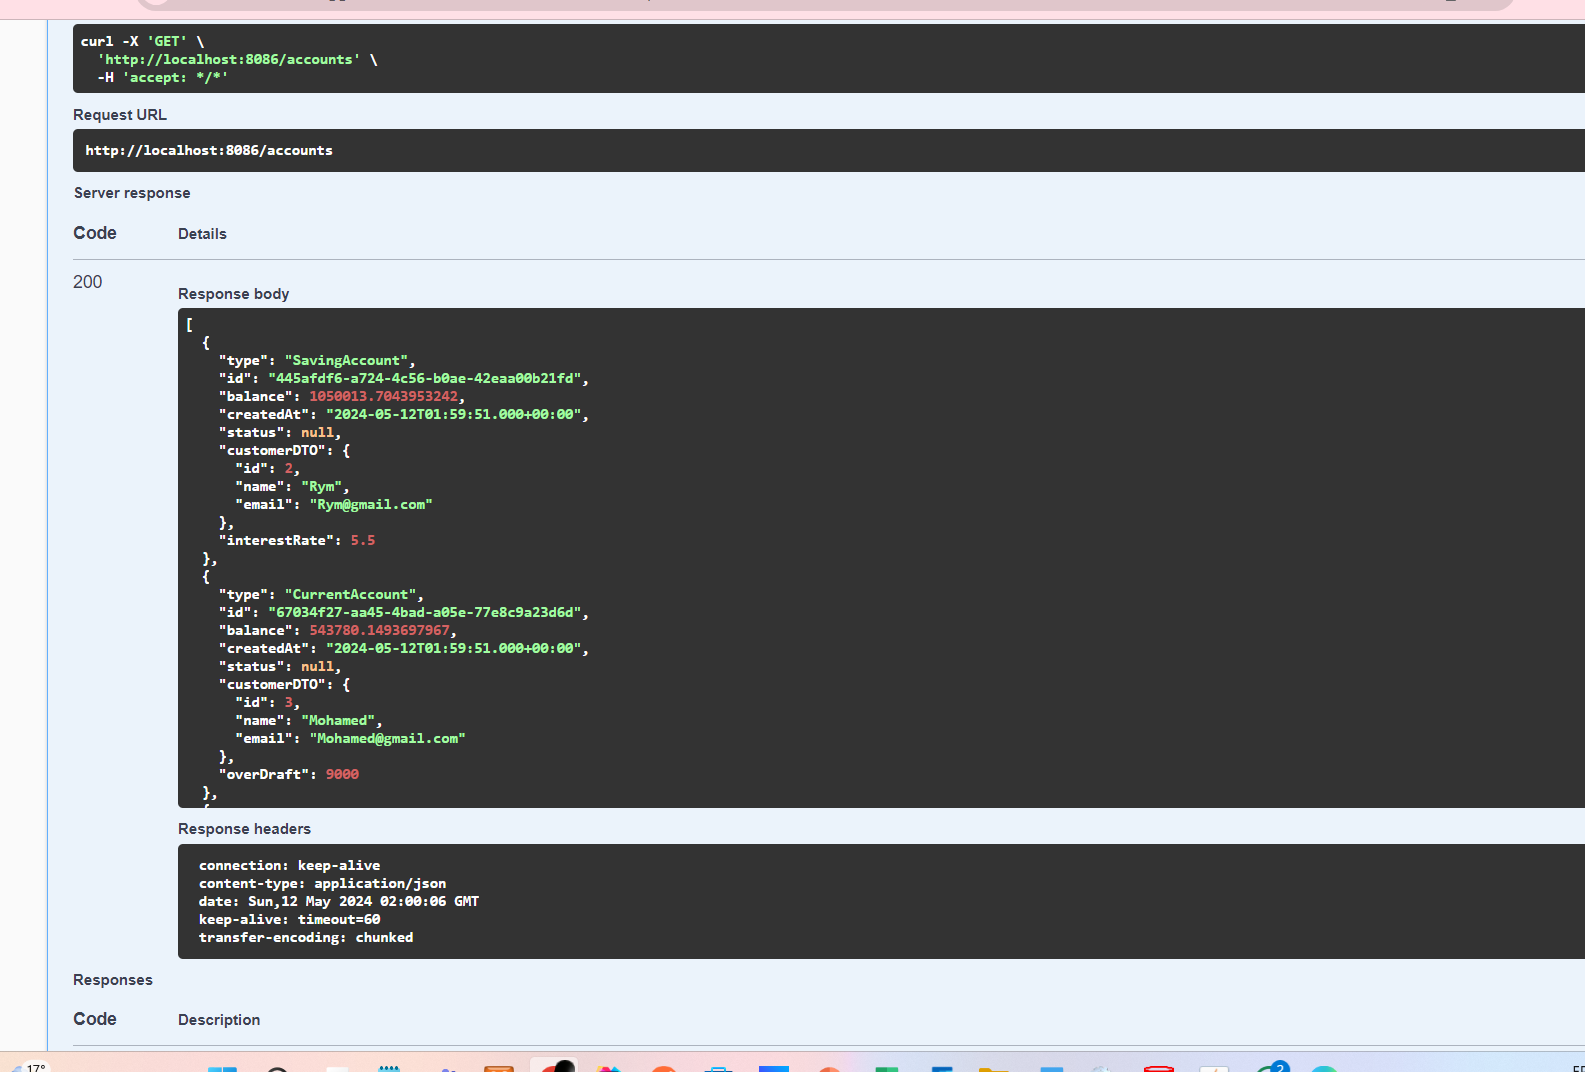 curl -X 'GET' \
  'http://localhost:8086/accounts' \
  -H 'accept: */*'
Request URL
http://localhost:8086/accounts
Server response
Code Details
200
Response body
[
  {
    "type": "SavingAccount",
    "id": "445afdf6-a724-4c56-b0ae-42eaa00b21fd",
    "balance": 1050013.7043953242,
    "createdAt": "2024-05-12T01:59:51.000+00:00",
    "status": null,
    "customerDTO": {
      "id": 2,
      "name": "Rym",
      "email": "Rym@gmail.com"
    },
    "interestRate": 5.5
  },
  {
    "type": "CurrentAccount",
    "id": "67034f27-aa45-4bad-a05e-77e8c9a23d6d",
    "balance": 543780.1493697967,
    "createdAt": "2024-05-12T01:59:51.000+00:00",
    "status": null,
    "customerDTO": {
      "id": 3,
      "name": "Mohamed",
      "email": "Mohamed@gmail.com"
    },
    "overDraft": 9000
  },
Response headers
connection: keep-alive
content-type: application/json
date: Sun,12 May 2024 02:00:06 GMT
keep-alive: timeout=60
transfer-encoding: chunked
Responses
Code Description
17°
2